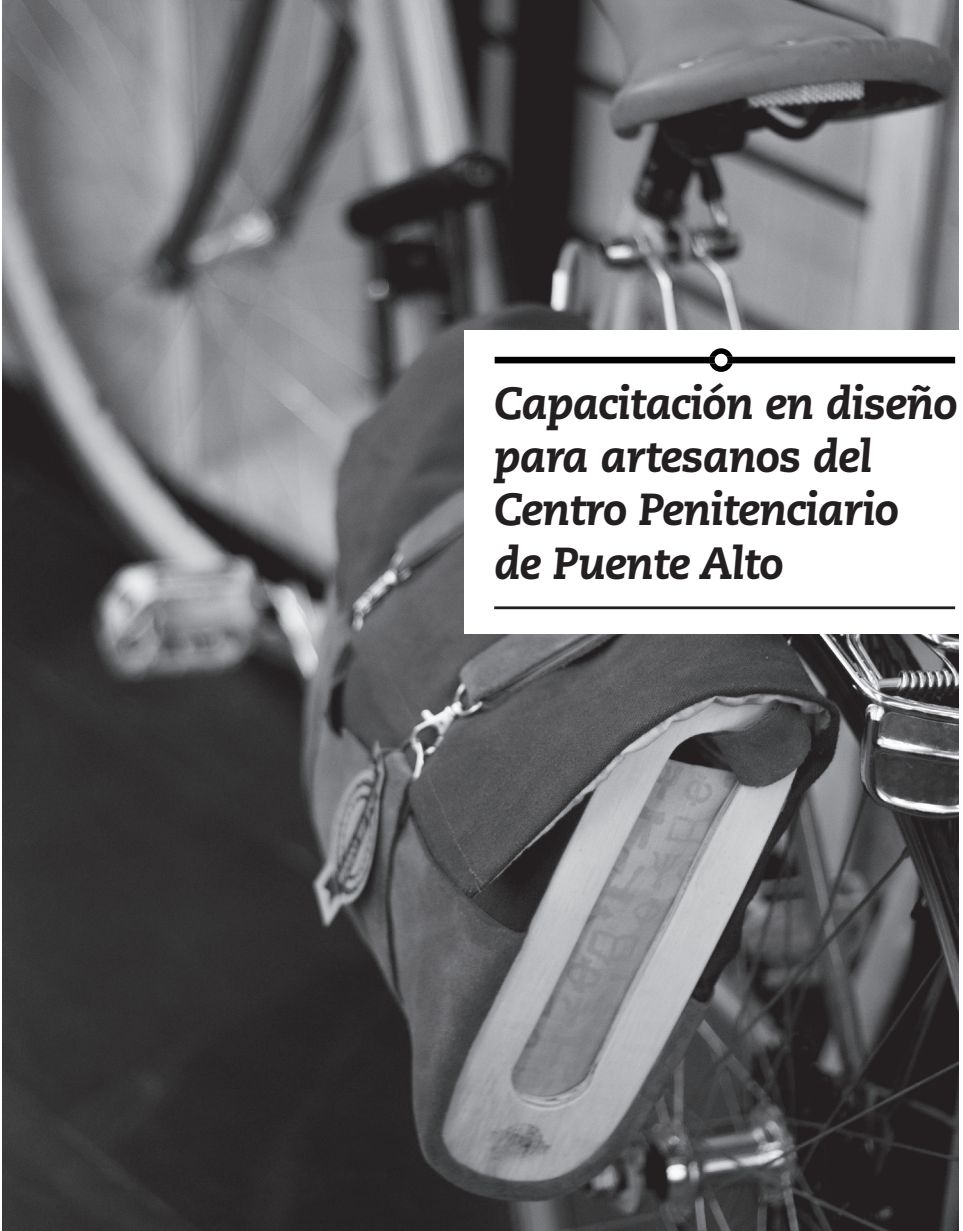 Capacitación en diseño
para artesanos del
Centro Penitenciario
de Puente Alto